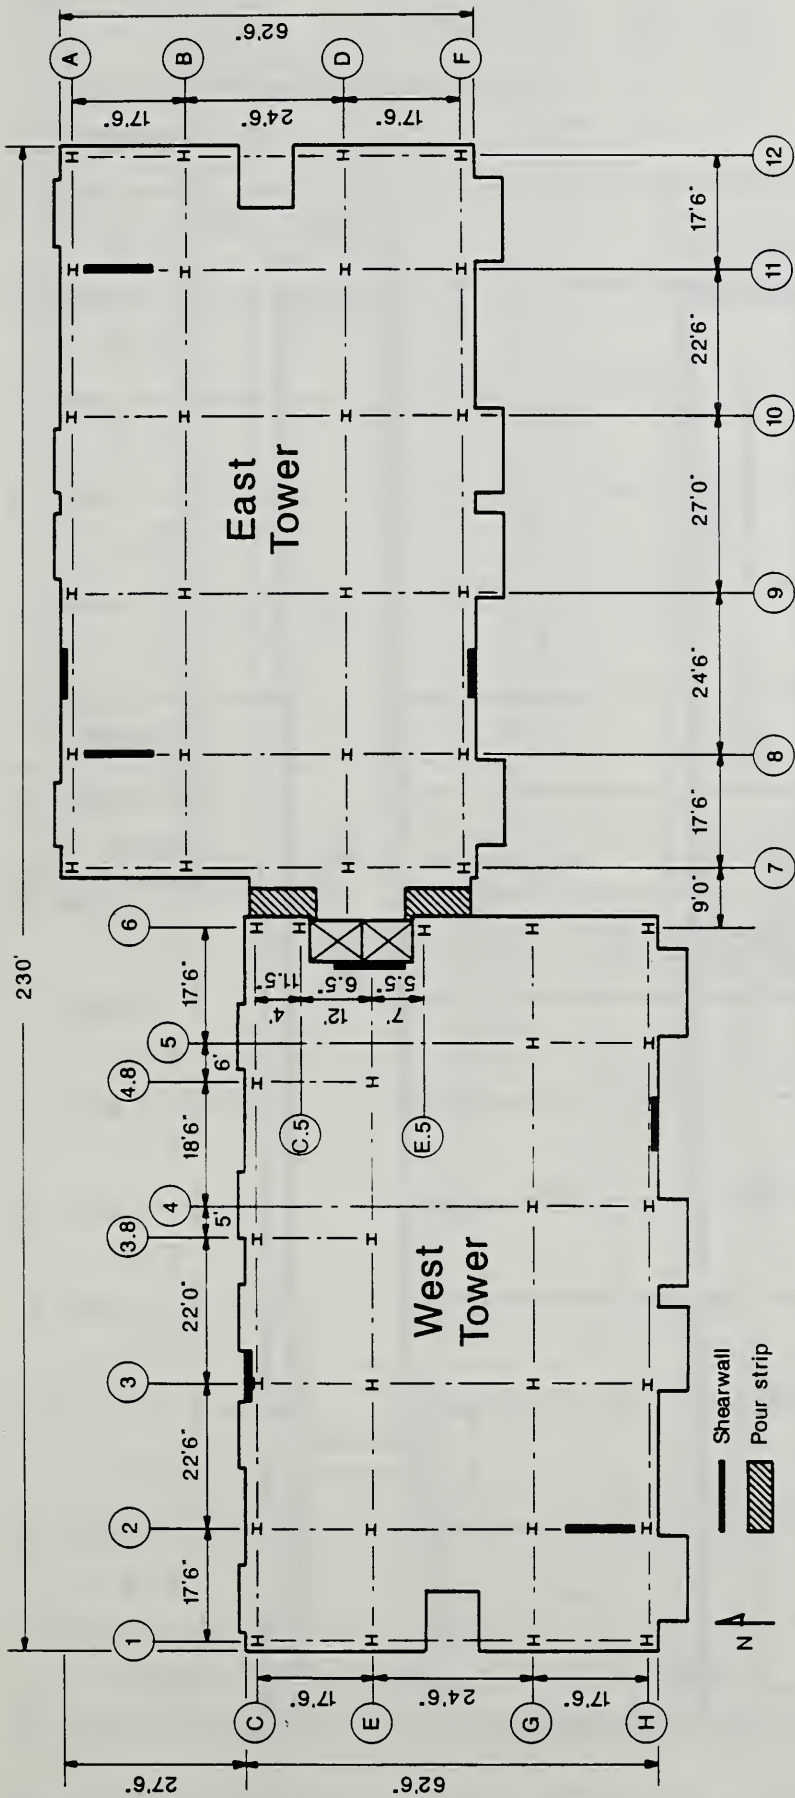 230'
62'6"
A
B
D
F
17'6"
24'6"
17'6"
12
11
10
9
8
7
17'6"
22'6"
27'0"
24'6"
17'6"
9'0"
East
Tower
6
5
4.8
4
3.8
3
2
1
17'6"
6'
18'6"
5'
22'0"
22'6"
17'6"
4' 11.5"
12' 6.5"
7' 5.5"
C.5
E.5
West
Tower
C
E
G
H
17'6"
24'6"
17'6"
27'6"
62'6"
N
Shearwall
Pour strip